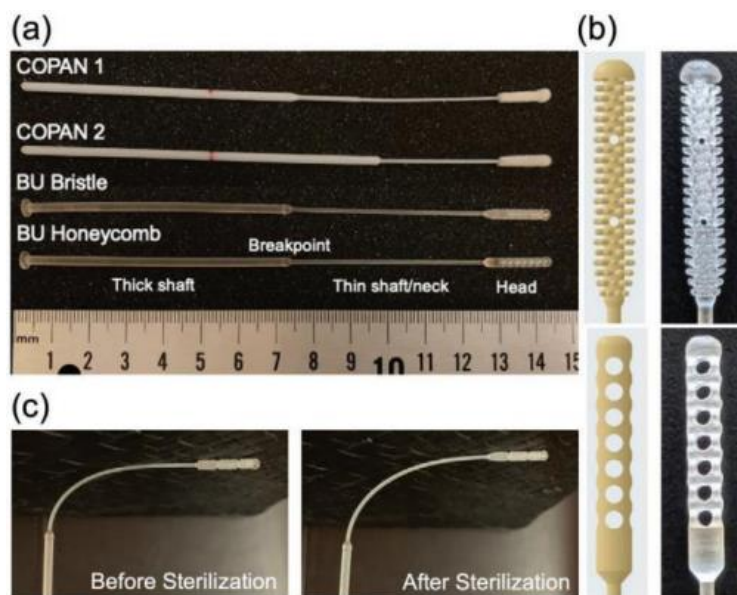 (a)
COPAN 1
COPAN 2
BU Bristle
BU Honeycomb
Breakpoint
Thick shaft
Thin shaft/neck
Head
mm
1 2 3 4 5 6 7 8 9 10 11 12 13 14 15
(b)
(c)
Before Sterilization
After Sterilization